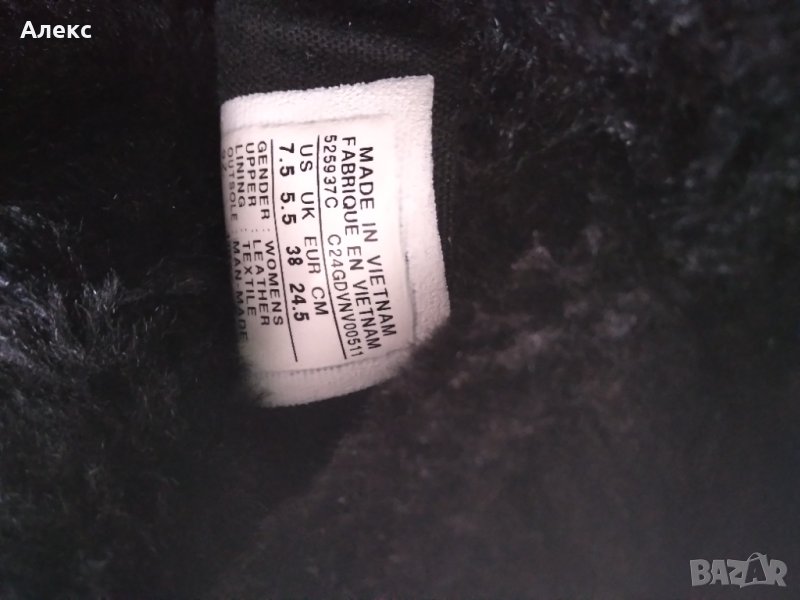 Алекс
MADE IN VIETNAM
FABRIQUE EN VIETNAM
525937C C24GDVNV00511
US UK EUR CM
7.5 5.5 38 24.5
GENDER : WOMENS
UPPER : LEATHER
LINING : TEXTILE
OUTSOLE : MAN-MADE
BAZAR